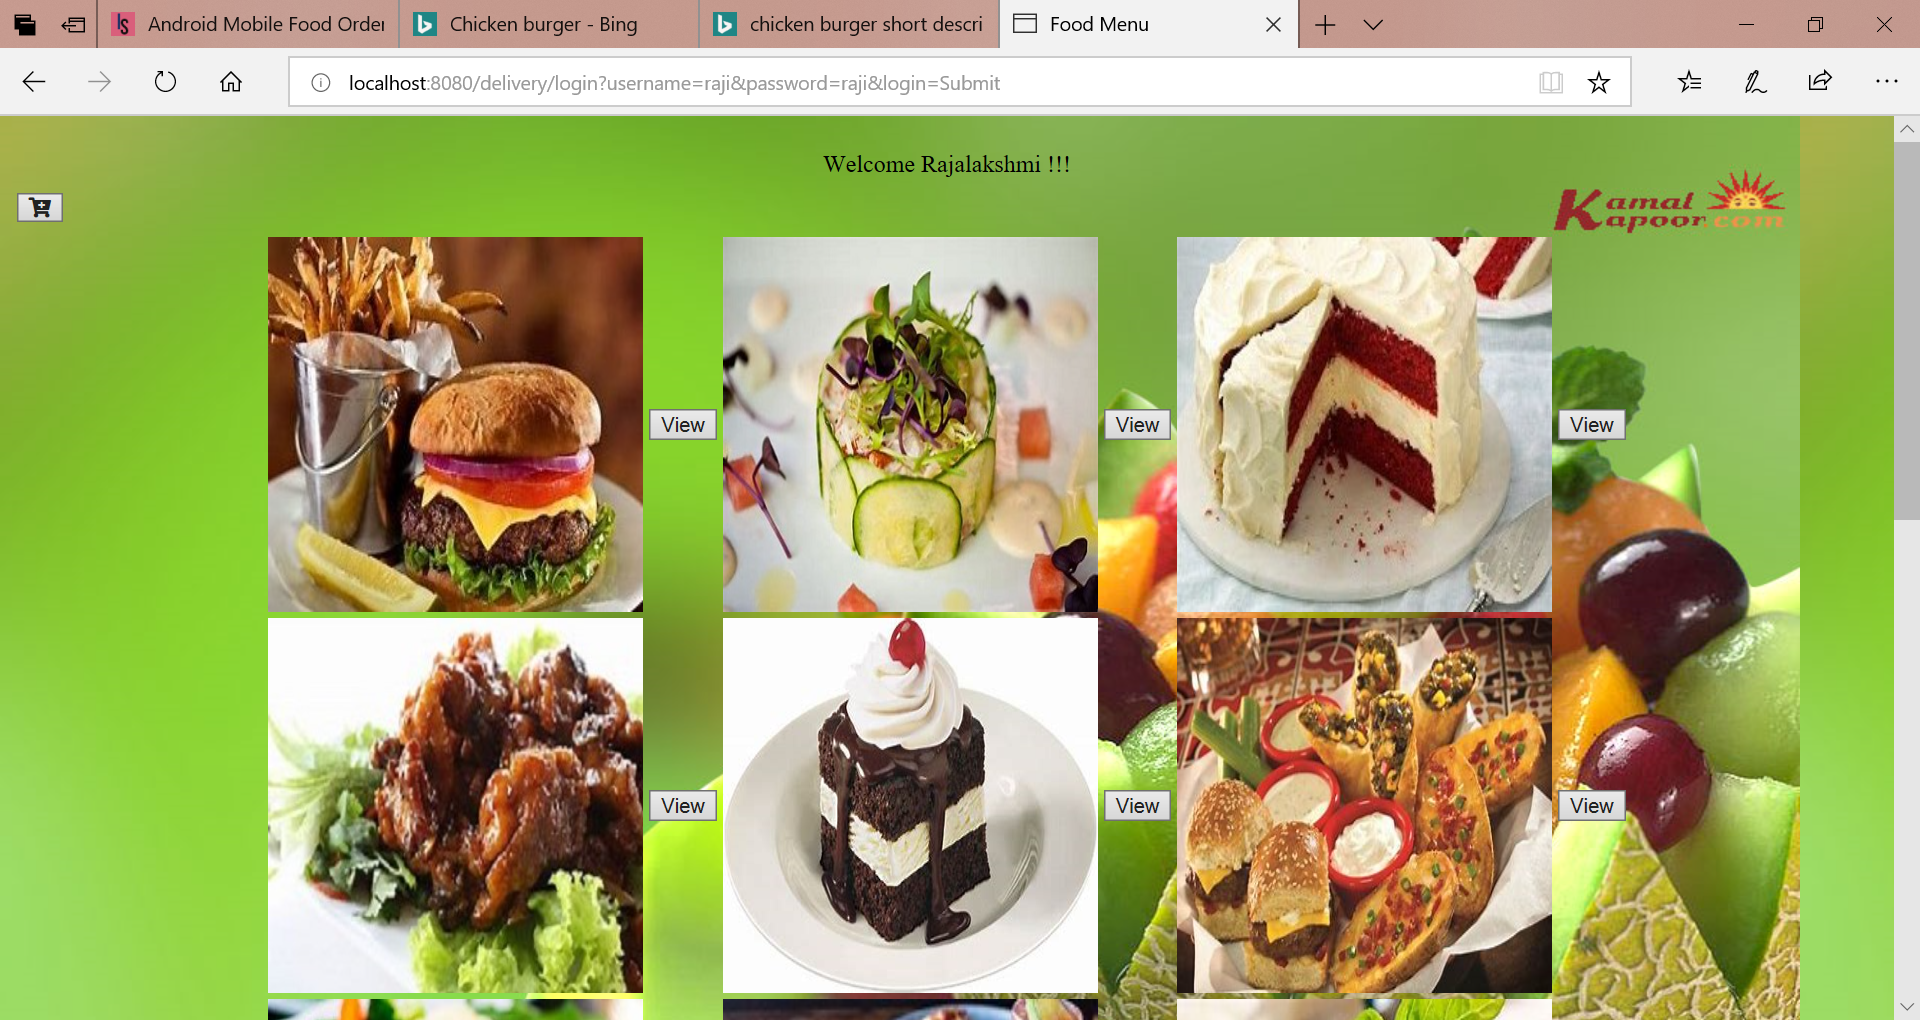 Android Mobile Food Order
Chicken burger - Bing
chicken burger short descri
Food Menu
localhost:8080/delivery/login?username=raji&password=raji&login=Submit
Welcome Rajalakshmi !!!
Kamal
Kapoor.com
View
View
View
View
View
View